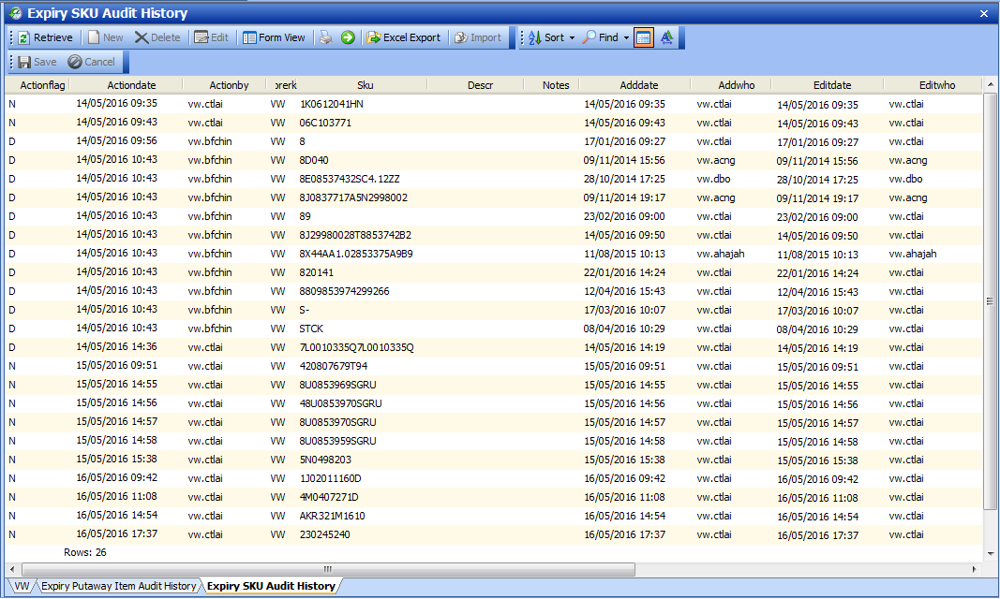 Expiry SKU Audit History
Retrieve New Delete Edit Form View Excel Export Import Sort Find
Save Cancel
Actionflag Actiondate Actionby orerk Sku Descr Notes Adddate Addwho Editdate Editwho
N 14/05/2016 09:35 vw.ctlai VW 1K0612041HN 14/05/2016 09:35 vw.ctlai 14/05/2016 09:35 vw.ctlai
N 14/05/2016 09:43 vw.ctlai VW 06C103771 14/05/2016 09:43 vw.ctlai 14/05/2016 09:43 vw.ctlai
D 14/05/2016 09:56 vw.bfchin VW 8 17/01/2016 09:27 vw.ctlai 17/01/2016 09:27 vw.ctlai
D 14/05/2016 10:43 vw.bfchin VW 8D040 09/11/2014 15:56 vw.acng 09/11/2014 15:56 vw.acng
D 14/05/2016 10:43 vw.bfchin VW 8E08537432SC4.12ZZ 28/10/2014 17:25 vw.dbo 28/10/2014 17:25 vw.dbo
D 14/05/2016 10:43 vw.bfchin VW 8J0837717A5N2998002 09/11/2014 19:17 vw.acng 09/11/2014 19:17 vw.acng
D 14/05/2016 10:43 vw.bfchin VW 89 23/02/2016 09:00 vw.ctlai 23/02/2016 09:00 vw.ctlai
D 14/05/2016 10:43 vw.bfchin VW 8J29980028T8853742B2 14/05/2016 09:50 vw.ctlai 14/05/2016 09:50 vw.ctlai
D 14/05/2016 10:43 vw.bfchin VW 8X44AA1.02853375A9B9 11/08/2015 10:13 vw.ahajah 11/08/2015 10:13 vw.ahajah
D 14/05/2016 10:43 vw.bfchin VW 820141 22/01/2016 14:24 vw.ctlai 22/01/2016 14:24 vw.ctlai
D 14/05/2016 10:43 vw.bfchin VW 8809853974299266 12/04/2016 15:43 vw.ctlai 12/04/2016 15:43 vw.ctlai
D 14/05/2016 10:43 vw.bfchin VW S- 17/03/2016 10:07 vw.ctlai 17/03/2016 10:07 vw.ctlai
D 14/05/2016 10:43 vw.bfchin VW STCK 08/04/2016 10:29 vw.ctlai 08/04/2016 10:29 vw.ctlai
D 14/05/2016 14:36 vw.ctlai VW 7L0010335Q7L0010335Q 14/05/2016 14:19 vw.ctlai 14/05/2016 14:19 vw.ctlai
N 15/05/2016 09:51 vw.ctlai VW 420807679T94 15/05/2016 09:51 vw.ctlai 15/05/2016 09:51 vw.ctlai
N 15/05/2016 14:55 vw.ctlai VW 8U0853969SGRU 15/05/2016 14:55 vw.ctlai 15/05/2016 14:55 vw.ctlai
N 15/05/2016 14:56 vw.ctlai VW 48U0853970SGRU 15/05/2016 14:56 vw.ctlai 15/05/2016 14:56 vw.ctlai
N 15/05/2016 14:57 vw.ctlai VW 8U0853970SGRU 15/05/2016 14:57 vw.ctlai 15/05/2016 14:57 vw.ctlai
N 15/05/2016 14:58 vw.ctlai VW 8U0853959SGRU 15/05/2016 14:58 vw.ctlai 15/05/2016 14:58 vw.ctlai
N 15/05/2016 15:38 vw.ctlai VW 5N0498203 15/05/2016 15:38 vw.ctlai 15/05/2016 15:38 vw.ctlai
N 16/05/2016 09:42 vw.ctlai VW 1J02011160D 16/05/2016 09:42 vw.ctlai 16/05/2016 09:42 vw.ctlai
N 16/05/2016 11:08 vw.ctlai VW 4M0407271D 16/05/2016 11:08 vw.ctlai 16/05/2016 11:08 vw.ctlai
N 16/05/2016 14:54 vw.ctlai VW AKR321M1610 16/05/2016 14:54 vw.ctlai 16/05/2016 14:54 vw.ctlai
N 16/05/2016 17:37 vw.ctlai VW 230245240 16/05/2016 17:37 vw.ctlai 16/05/2016 17:37 vw.ctlai
Rows: 26
VW Expiry Putaway Item Audit History Expiry SKU Audit History